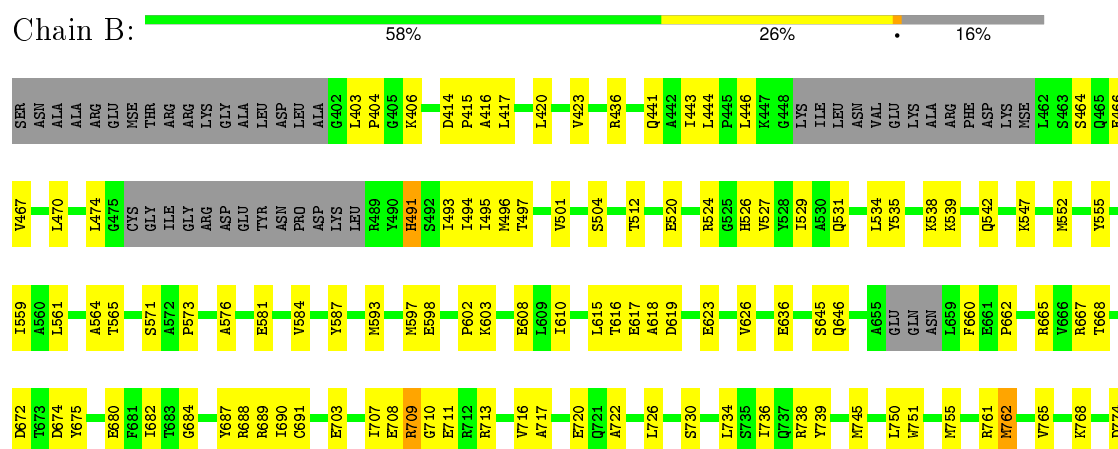 Chain B:
58% 26% • 16%
SER ASN ALA ALA ALA ARG GLU MSE THR ARG ARG LYS GLY ALA LEU ASP LEU ALA G402 L403 P404 G405 K406 D414 P415 A416 L417 L420 V423 R436 Q441 A442 I443 L444 P445 L446 K447 G448 LYS ILE LEU ASN VAL GLU LYS ALA ARG PHE ASP LYS MSE L462 S463 S464 Q465 E466
V467 L470 L474 G475 CYS GLY ILE GLY ARG ASP GLU TYR ASN PRO ASP LYS LEU R489 Y490 H491 S492 I493 I494 I495 M496 T497 V501 S504 T512 E520 R524 G525 H526 V527 Y528 I529 A530 Q531 L534 Y535 K538 K539 Q542 K547 M552 Y555
I559 A560 L561 A564 T565 S571 A572 P573 A576 E581 V584 Y587 M593 M597 E598 P602 K603 E608 L609 I610 L615 T616 E617 A618 D619 E623 V626 E636 S645 Q646 A655 GLU GLN ASN L659 F660 E661 P662 R665 V666 R667 T668
D672 T673 D674 Y675 E680 F681 I682 T683 G684 Y687 R688 R689 I690 C691 E703 I707 E708 R709 G710 E711 R712 R713 V716 A717 E720 Q721 A722 L726 S730 L734 S735 I736 Q737 R738 Y739 M745 L750 W751 M755 R761 M762 V765 K768